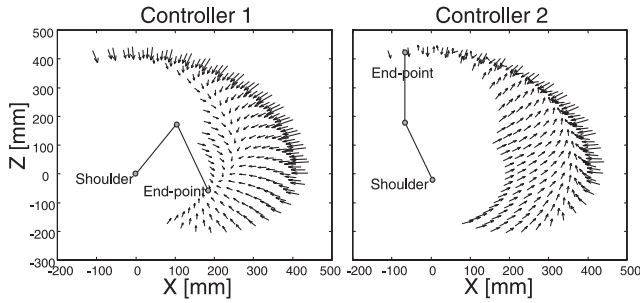 Controller 1
Controller 2
Z [mm]
500
400
300
200
100
0
-100
-200
-300
-200 -100 0 100 200 300 400 500
X [mm]
Shoulder
End-point
-200 -100 0 100 200 300 400 500
X [mm]
End-point
Shoulder